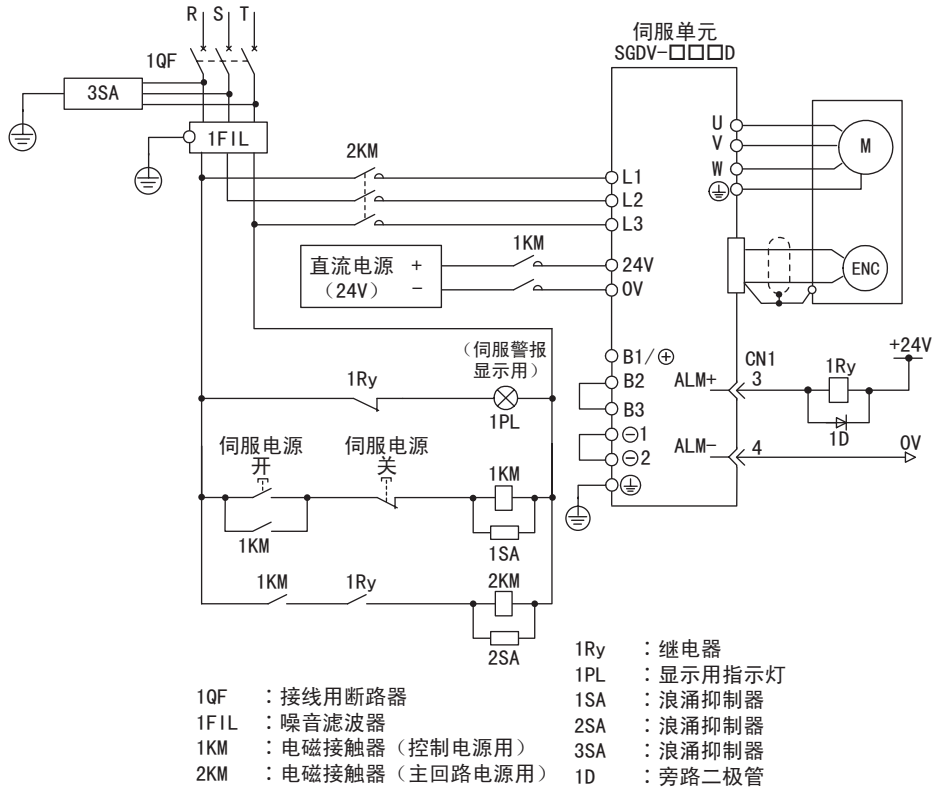 R S T
伺服单元
SGDV-□□□D
1QF
3SA
1FIL
2KM
U
V
W
M
L1
L2
L3
1KM
直流电源 +
（24V） −
24V
0V
ENC
（伺服警报
显示用）
B1/⊕
B2
B3
⊖1
⊖2
CN1
ALM+ 3
1Ry
+24V
1D
ALM- 4
0V
1Ry
1PL
伺服电源
开
伺服电源
关
1KM
1KM
1SA
1KM
1Ry
2KM
2SA
1QF ：接线用断路器
1FIL ：噪音滤波器
1KM ：电磁接触器（控制电源用）
2KM ：电磁接触器（主回路电源用）
1Ry ：继电器
1PL ：显示用指示灯
1SA ：浪涌抑制器
2SA ：浪涌抑制器
3SA ：浪涌抑制器
1D ：旁路二极管